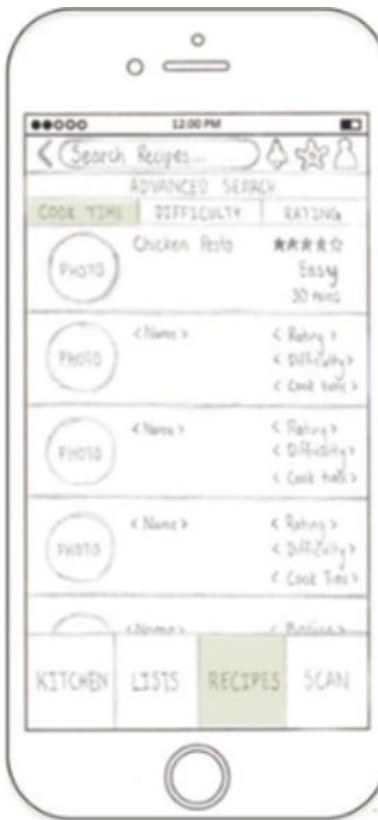 12:00 PM
Search Recipes...
ADVANCED SEARCH
COOK TIME DIFFICULTY RATING
PHOTO Chicken Pesto
Easy
30 mins
PHOTO <Name> <Rating>
<Difficulty>
<Cook time>
PHOTO <Name> <Rating>
<Difficulty>
<Cook time>
PHOTO <Name> <Rating>
<Difficulty>
<Cook Time>
<Name> <Rating>
KITCHEN LISTS RECIPES SCAN